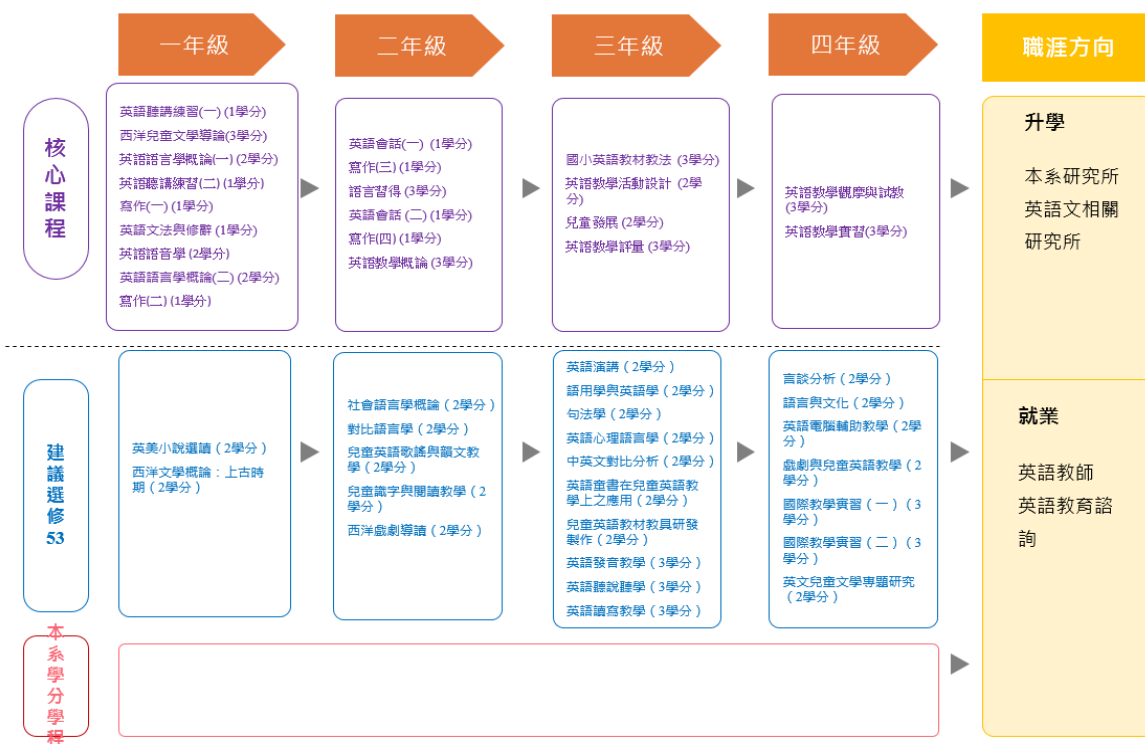 一年級
二年級
三年級
四年級
職涯方向
核
心
課
程
英語聽講練習(一) (1學分)
西洋兒童文學導論(3學分)
英語語言學概論(一) (2學分)
英語聽講練習(二) (1學分)
寫作(一) (1學分)
英語文法與修辭 (1學分)
英語語音學 (2學分)
英語語言學概論(二) (2學分)
寫作(二) (1學分)
英語會話(一) (1學分)
寫作(三) (1學分)
語言習得 (3學分)
英語會話 (二) (1學分)
寫作(四) (1學分)
英語教學概論 (3學分)
國小英語教材教法 (3學分)
英語教學活動設計 (2學
分)
兒童發展 (2學分)
英語教學評量 (3學分)
英語教學觀摩與試教
(3學分)
英語教學實習(3學分)
升學
本系研究所
英語文相關
研究所
建
議
選
修
53
英美小說選讀（2學分）
西洋文學概論：上古時
期（2學分）
社會語言學概論（2學分）
對比語言學（2學分）
兒童英語歌謠與韻文教
學（2學分）
兒童識字與閱讀教學（2
學分）
西洋戲劇導讀（2學分）
英語演講（2學分）
語用學與英語學（2學分）
句法學（2學分）
英語心理語言學（2學分）
中英文對比分析（2學分）
英語童書在兒童英語教
學上之應用（2學分）
兒童英語教材教具研發
製作（2學分）
英語發音教學（3學分）
英語聽說聽學（3學分）
英語讀寫教學（3學分）
言談分析（2學分）
語言與文化（2學分）
英語電腦輔助教學（2學
分）
戲劇與兒童英語教學（2
學分）
國際教學實習（一）（3
學分）
國際教學實習（二）（3
學分）
英文兒童文學專題研究
（2學分）
就業
英語教師
英語教育諮
詢
本
系
學
分
學
程